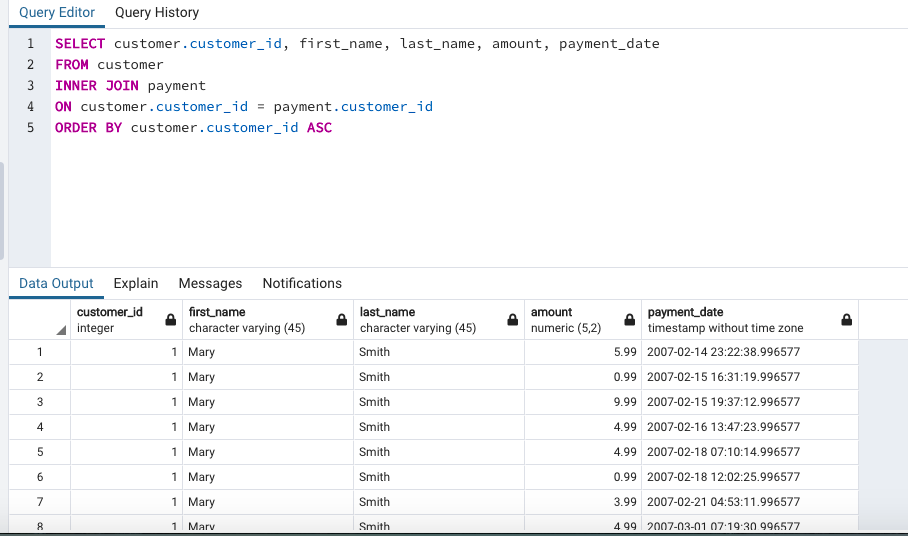 Query Editor Query History
1 SELECT customer.customer_id, first_name, last_name, amount, payment_date
2 FROM customer
3 INNER JOIN payment
4 ON customer.customer_id = payment.customer_id
5 ORDER BY customer.customer_id ASC
Data Output Explain Messages Notifications
customer_id first_name last_name amount payment_date
integer character varying (45) character varying (45) numeric (5,2) timestamp without time zone
1 1 Mary Smith 5.99 2007-02-14 23:22:38.996577
2 1 Mary Smith 0.99 2007-02-15 16:31:19.996577
3 1 Mary Smith 9.99 2007-02-15 19:37:12.996577
4 1 Mary Smith 4.99 2007-02-16 13:47:23.996577
5 1 Mary Smith 4.99 2007-02-18 07:10:14.996577
6 1 Mary Smith 0.99 2007-02-18 12:02:25.996577
7 1 Mary Smith 3.99 2007-02-21 04:53:11.996577
8 1 Mary Smith 4.99 2007-03-01 07:19:30.996577